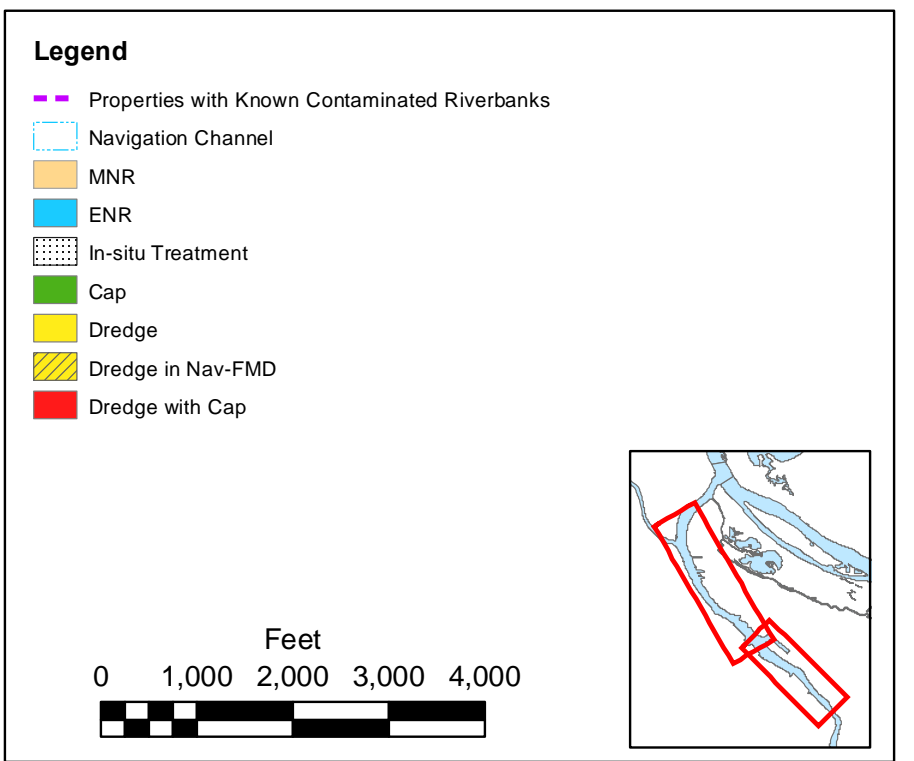 Legend
Properties with Known Contaminated Riverbanks
Navigation Channel
MNR
ENR
In-situ Treatment
Cap
Dredge
Dredge in Nav-FMD
Dredge with Cap
Feet
0 1,000 2,000 3,000 4,000